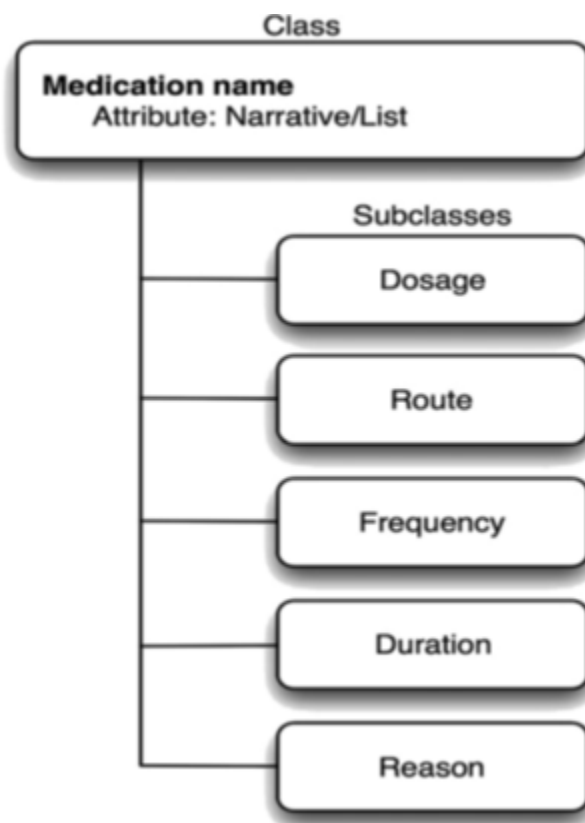 Class
Medication name
Attribute: Narrative/List
Subclasses
Dosage
Route
Frequency
Duration
Reason